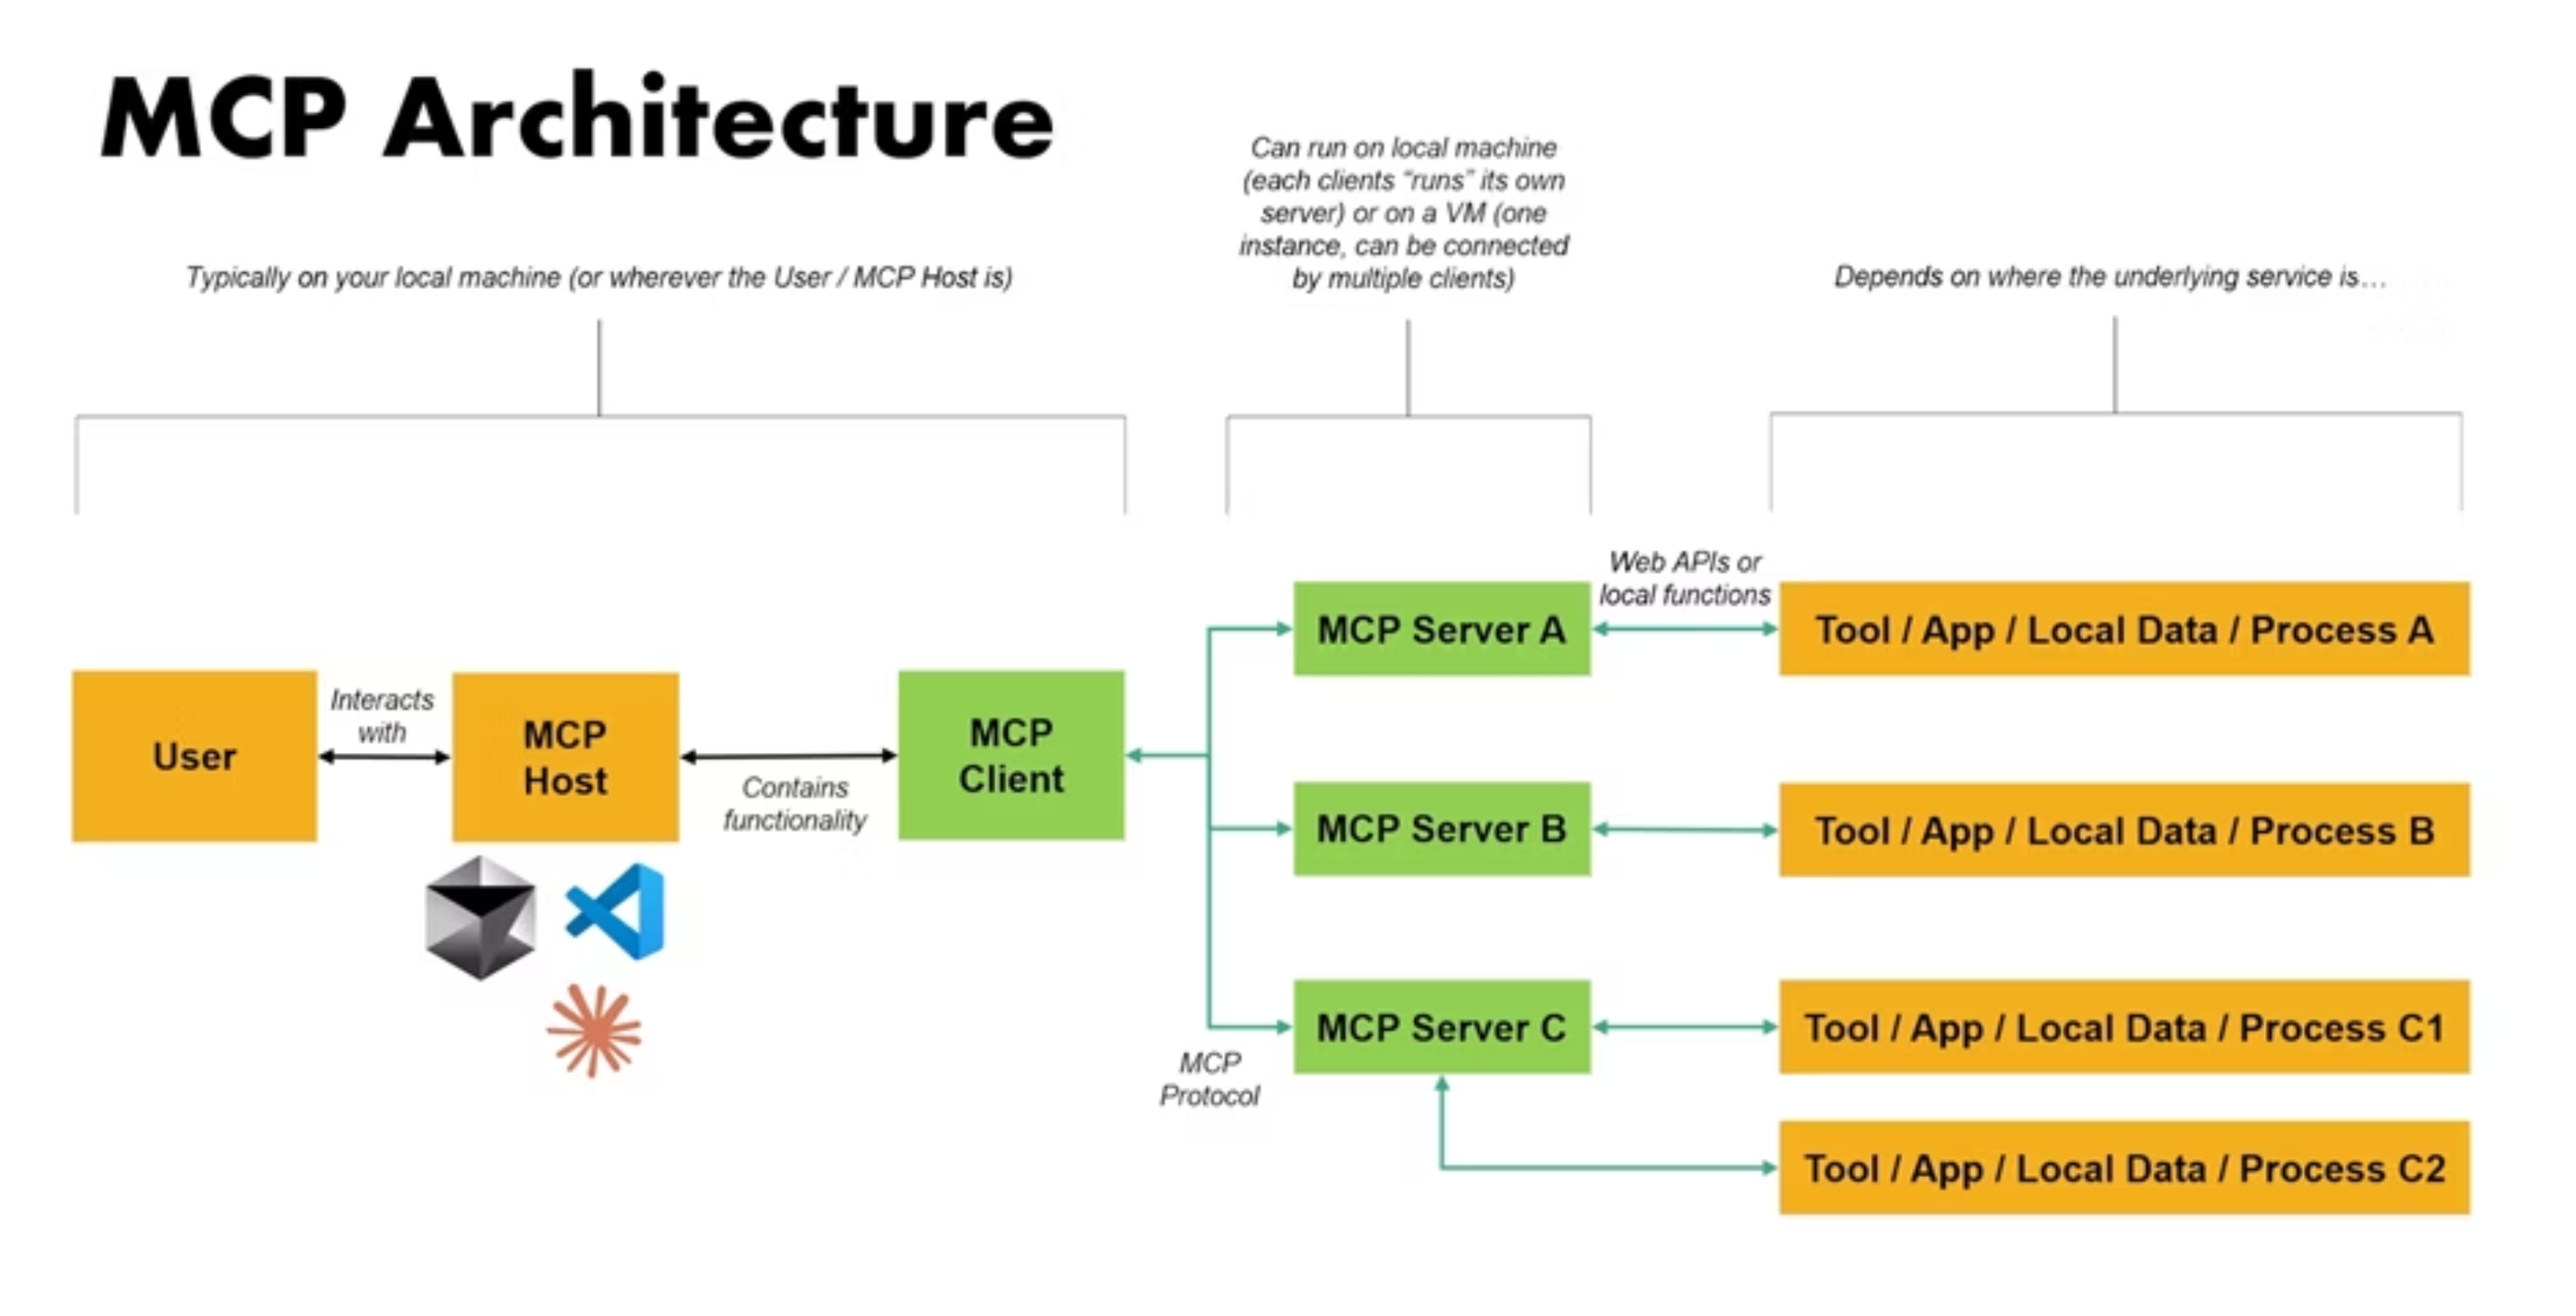 MCP Architecture
Can run on local machine
(each clients “runs” its own
server) or on a VM (one
instance, can be connected
by multiple clients)
Typically on your local machine (or wherever the User / MCP Host is)
Depends on where the underlying service is…
Web APIs or
local functions
MCP Server A
Tool / App / Local Data / Process A
User
Interacts
with
MCP
Host
Contains
functionality
MCP
Client
MCP Server B
Tool / App / Local Data / Process B
MCP Server C
Tool / App / Local Data / Process C1
MCP
Protocol
Tool / App / Local Data / Process C2